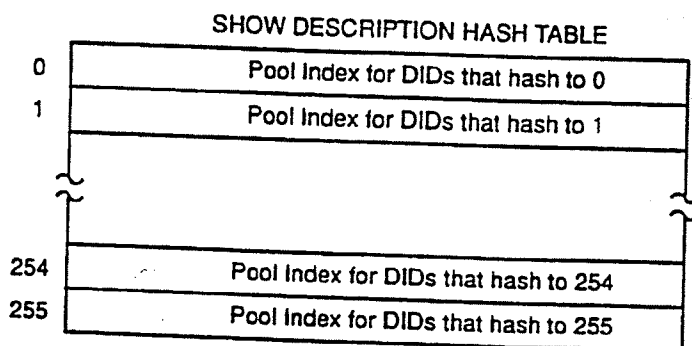 SHOW DESCRIPTION HASH TABLE
0 Pool Index for DIDs that hash to 0
1 Pool Index for DIDs that hash to 1
254 Pool Index for DIDs that hash to 254
255 Pool Index for DIDs that hash to 255